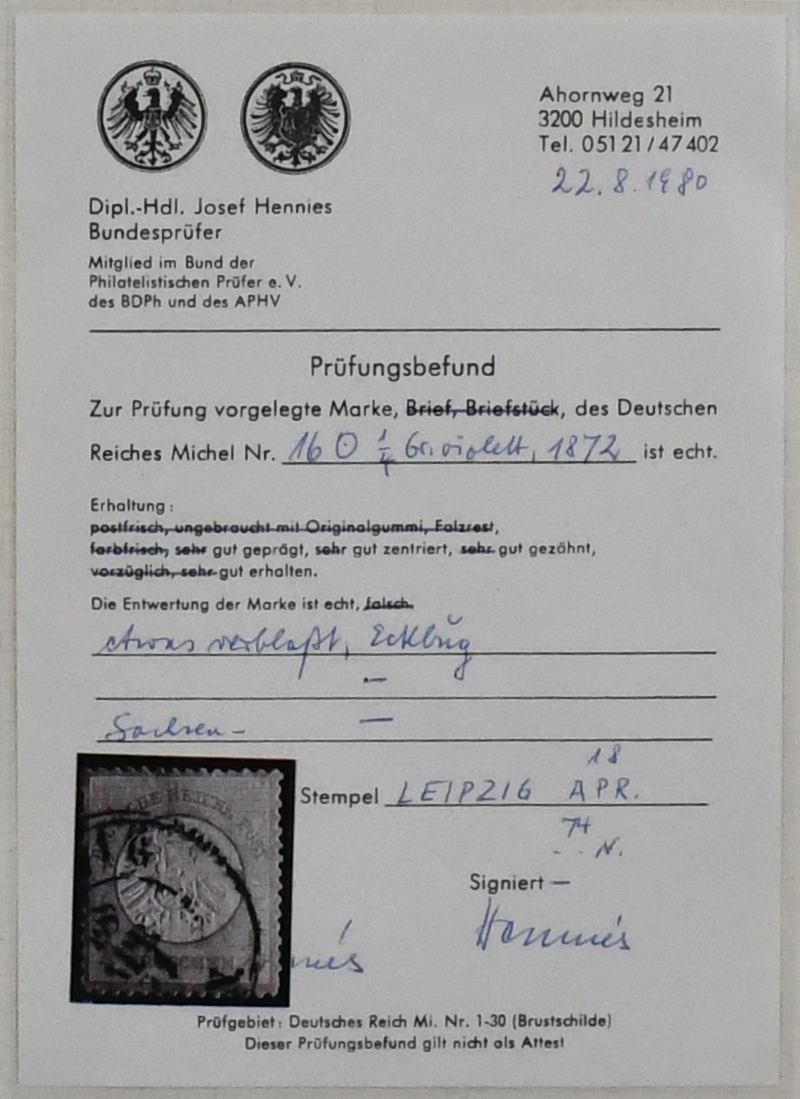 Ahornweg 21
3200 Hildesheim
Tel. 051 21 / 47 402
22.8.1980
Dipl.-Hdl. Josef Hennies
Bundesprüfer
Mitglied im Bund der
Philatelistischen Prüfer e. V.
des BDPh und des APHV
Prüfungsbefund
Zur Prüfung vorgelegte Marke, Brief, Briefstück, des Deutschen
Reiches Michel Nr. 16 O ¼ Gr. violett, 1872 ist echt.
Erhaltung:
postfrisch, ungebraucht mit Originalgummi, Falzrest,
farbfrisch, sehr gut geprägt, sehr gut zentriert, sehr gut gezähnt,
vorzüglich, sehr gut erhalten.
Die Entwertung der Marke ist echt, falsch.
etwas verblaßt, Eckbug
–
Sachsen – –
18
Stempel LEIPZIG APR.
74
- - N.
Signiert –
Hennies
nnies
Prüfgebiet: Deutsches Reich Mi. Nr. 1-30 (Brustschilde)
Dieser Prüfungsbefund gilt nicht als Attest